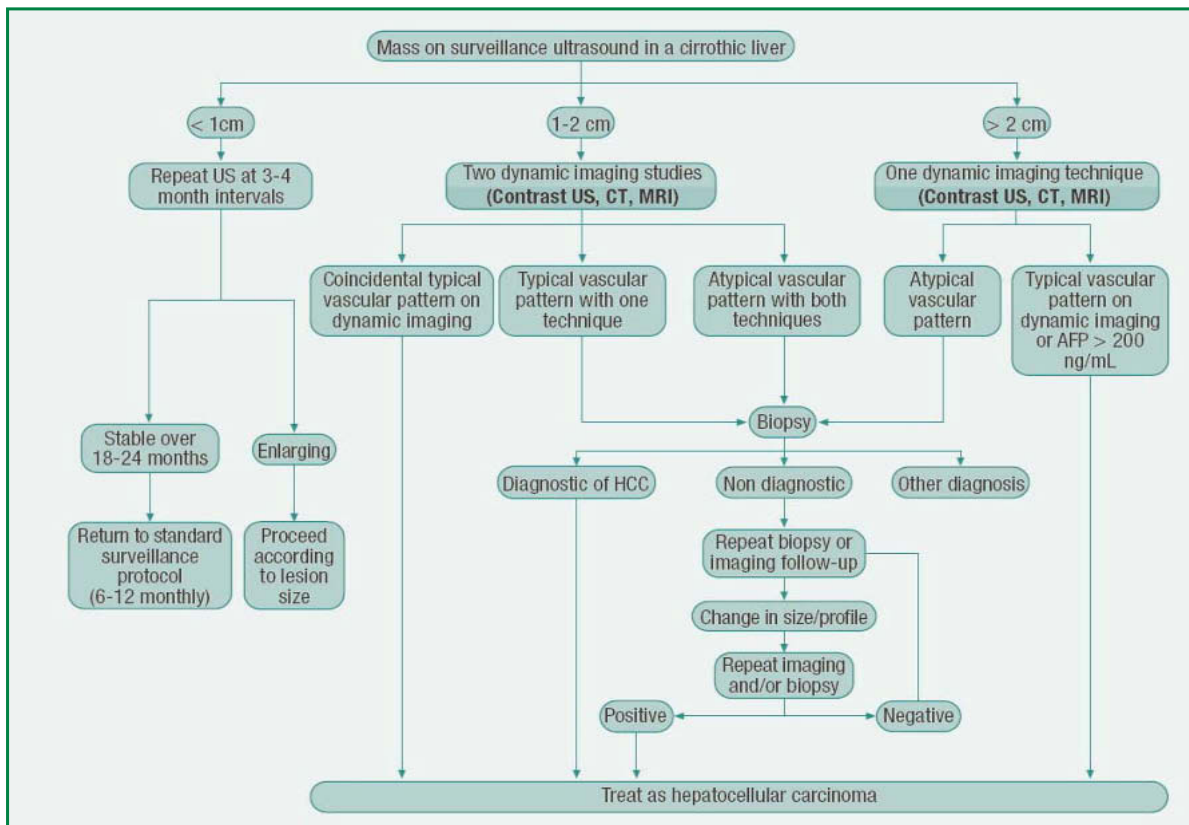 Mass on surveillance ultrasound in a cirrhotic liver
< 1cm
1-2 cm
> 2 cm
Repeat US at 3-4
month intervals
Two dynamic imaging studies
(Contrast US, CT, MRI)
One dynamic imaging technique
(Contrast US, CT, MRI)
Coincidental typical
vascular pattern on
dynamic imaging
Typical vascular
pattern with one
technique
Atypical vascular
pattern with both
techniques
Atypical
vascular
pattern
Typical vascular
pattern on
dynamic imaging
or AFP > 200
ng/mL
Stable over
18-24 months
Enlarging
Biopsy
Return to standard
surveillance
protocol
(6-12 monthly)
Proceed
according
to lesion
size
Diagnostic of HCC
Non diagnostic
Other diagnosis
Repeat biopsy or
imaging follow-up
Change in size/profile
Repeat imaging
and/or biopsy
Positive
Negative
Treat as hepatocellular carcinoma